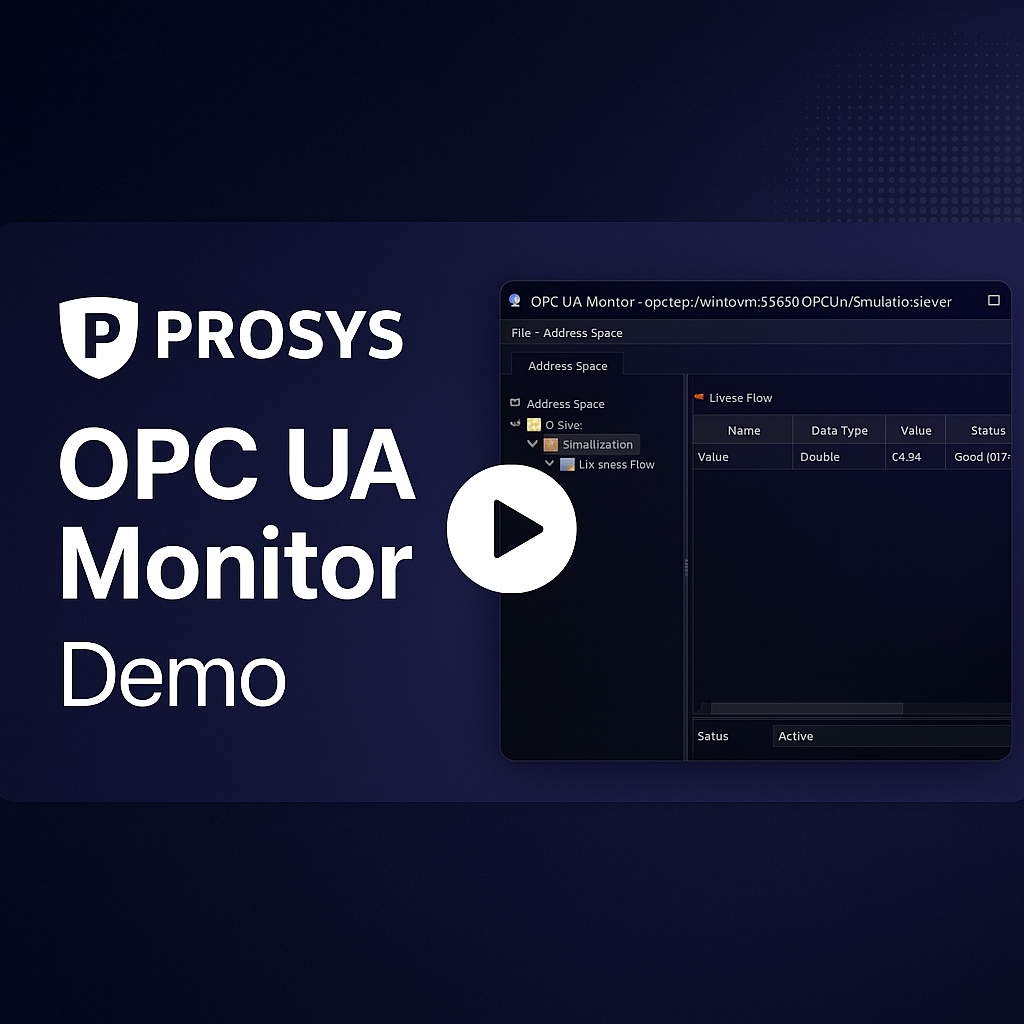 PROSYS
OPC UA
Monitor
Demo
OPC UA Montor - opctep:/wintovm:55650 OPCUn/Smulatio:siever
File - Address Space
Address Space
Address Space
O Sive:
Simallization
Lix sness Flow
Livese Flow
Name Data Type Value Status
Value Double C4.94 Good (017=
Satus Active